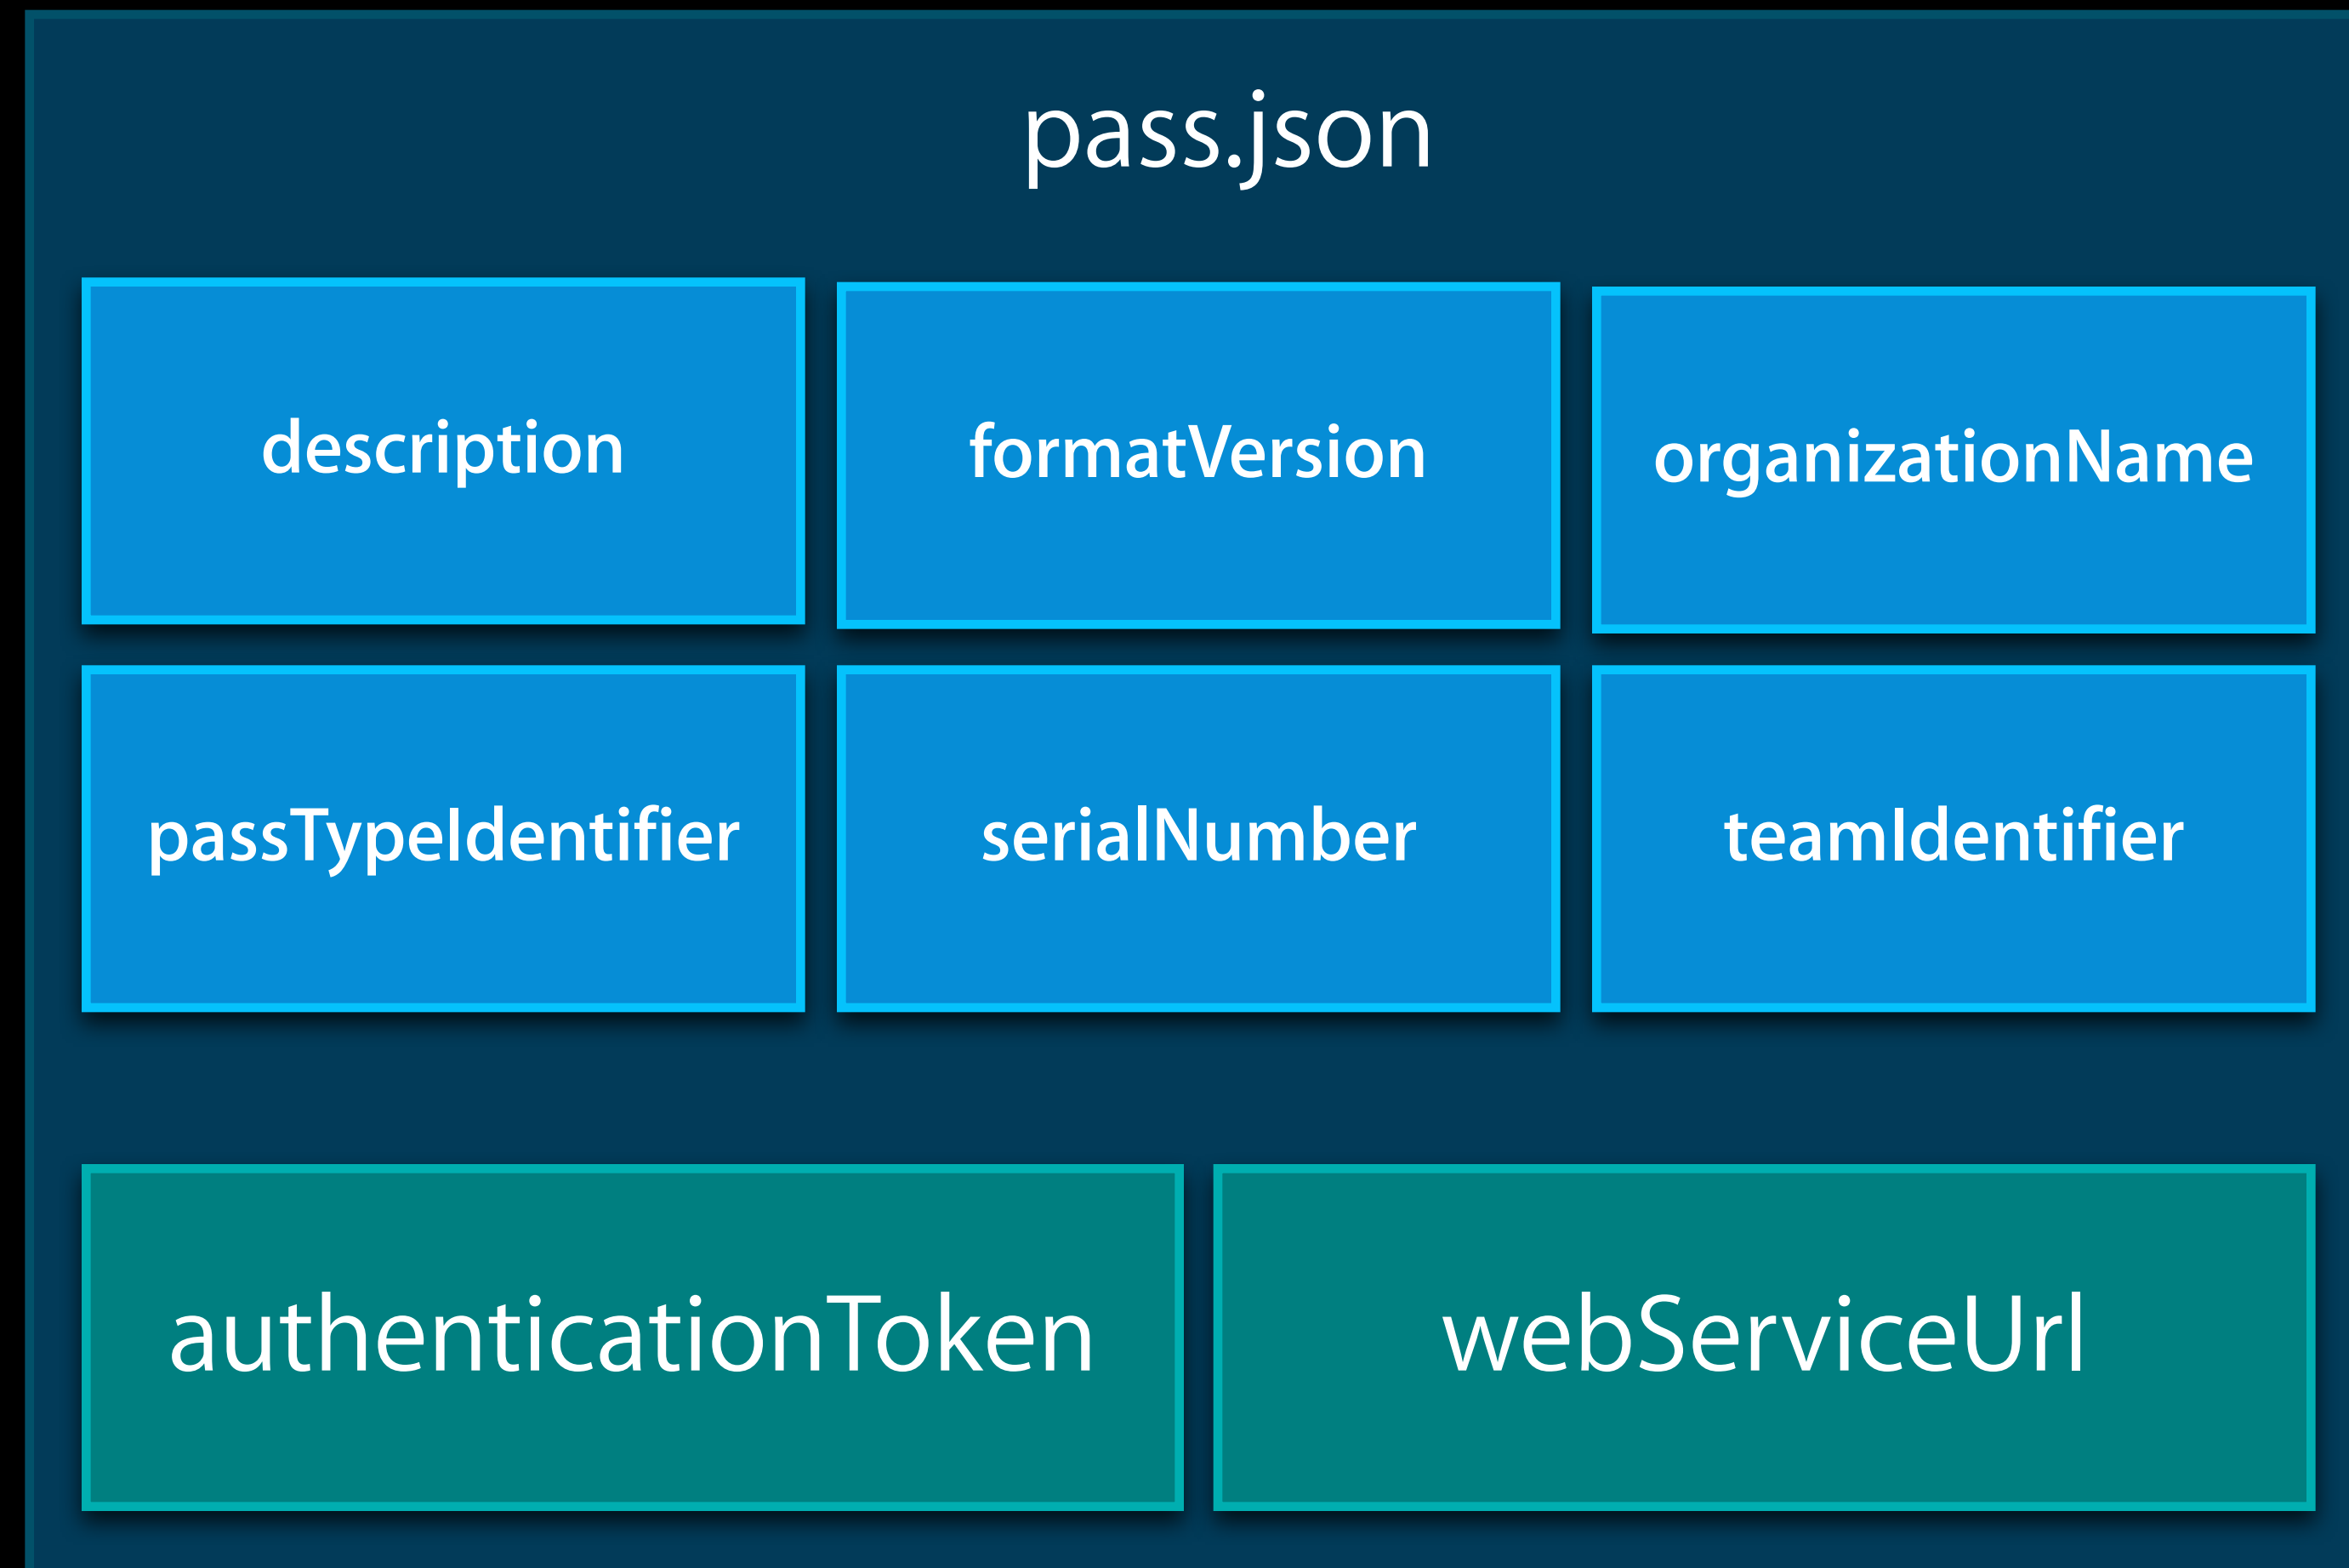 pass.json
description
formatVersion
organizationName
passTypeIdentifier
serialNumber
teamIdentifier
authenticationToken
webServiceUrl